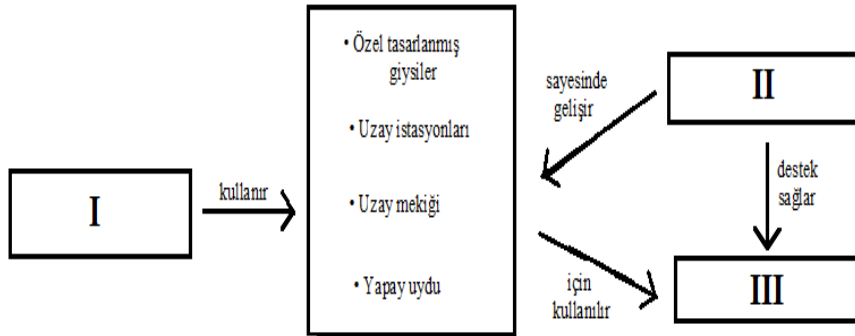 I
kullanır
• Özel tasarlanmış
giysiler
• Uzay istasyonları
• Uzay mekiği
• Yapay uydu
sayesinde
gelişir
II
destek
sağlar
için
kullanılır
III